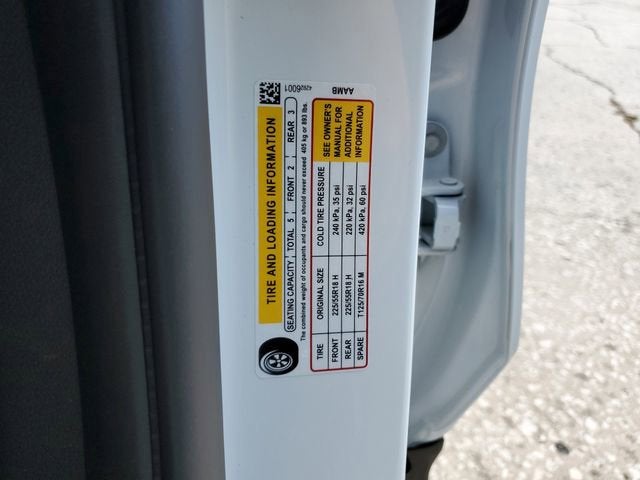 TIRE AND LOADING INFORMATION
SEATING CAPACITY TOTAL 5 FRONT 2 REAR 3
The combined weight of occupants and cargo should never exceed 405 kg or 893 lbs.
TIRE ORIGINAL SIZE COLD TIRE PRESSURE SEE OWNER'S
FRONT 225/55R18 H 240 kPa, 35 psi MANUAL FOR
REAR 225/55R18 H 220 kPa, 32 psi ADDITIONAL
SPARE T125/70R16 M 420 kPa, 60 psi INFORMATION
42926001
AAMB